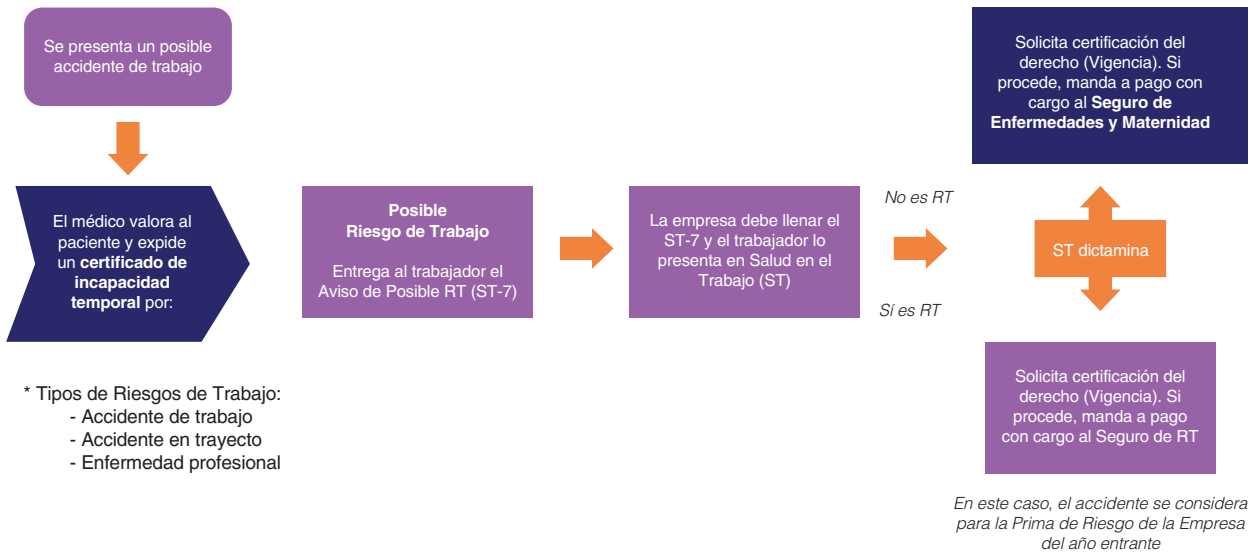 Se presenta un posible
accidente de trabajo
El médico valora al
paciente y expide
un certificado de
incapacidad
temporal por:
Posible
Riesgo de Trabajo
Entrega al trabajador el
Aviso de Posible RT (ST-7)
La empresa debe llenar el
ST-7 y el trabajador lo
presenta en Salud en el
Trabajo (ST)
No es RT
Sí es RT
Solicita certificación del
derecho (Vigencia). Si
procede, manda a pago con
cargo al Seguro de
Enfermedades y Maternidad
ST dictamina
Solicita certificación del
derecho (Vigencia). Si
procede, manda a pago
con cargo al Seguro de RT
En este caso, el accidente se considera
para la Prima de Riesgo de la Empresa
del año entrante
* Tipos de Riesgos de Trabajo:
- Accidente de trabajo
- Accidente en trayecto
- Enfermedad profesional